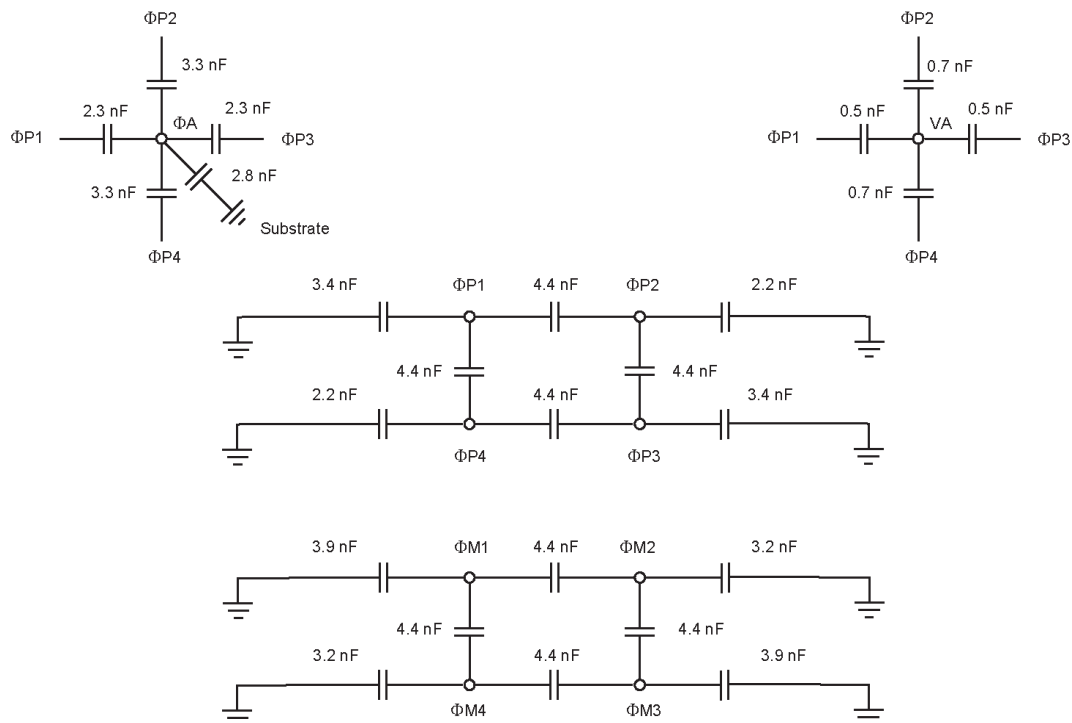 ΦP2
3.3 nF
2.3 nF
ΦA
2.3 nF
ΦP1
ΦP3
3.3 nF
2.8 nF
Substrate
ΦP4
ΦP2
0.7 nF
0.5 nF
VA
0.5 nF
ΦP1
ΦP3
0.7 nF
ΦP4
3.4 nF
ΦP1
4.4 nF
ΦP2
2.2 nF
4.4 nF
4.4 nF
2.2 nF
4.4 nF
3.4 nF
ΦP4
ΦP3
3.9 nF
ΦM1
4.4 nF
ΦM2
3.2 nF
4.4 nF
4.4 nF
3.2 nF
4.4 nF
3.9 nF
ΦM4
ΦM3